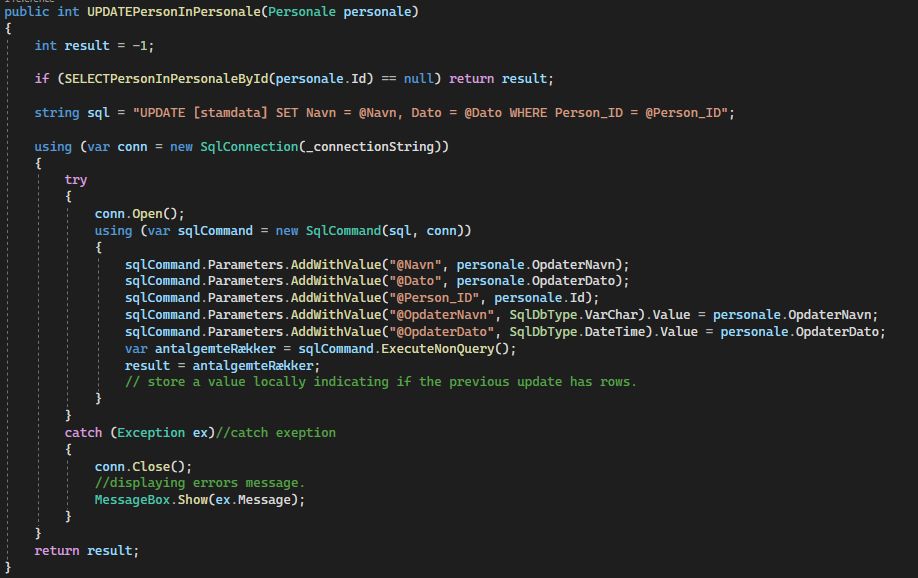 public int UPDATEPersonInPersonale(Personale personale)
{
int result = -1;
if (SELECTPersonInPersonaleById(personale.Id) == null) return result;
string sql = "UPDATE [stamdata] SET Navn = @Navn, Dato = @Dato WHERE Person_ID = @Person_ID";
using (var conn = new SqlConnection(_connectionString))
{
try
{
conn.Open();
using (var sqlCommand = new SqlCommand(sql, conn))
{
sqlCommand.Parameters.AddWithValue("@Navn", personale.OpdaterNavn);
sqlCommand.Parameters.AddWithValue("@Dato", personale.OpdaterDato);
sqlCommand.Parameters.AddWithValue("@Person_ID", personale.Id);
sqlCommand.Parameters.AddWithValue("@OpdaterNavn", SqlDbType.VarChar).Value = personale.OpdaterNavn;
sqlCommand.Parameters.AddWithValue("@OpdaterDato", SqlDbType.DateTime).Value = personale.OpdaterDato;
var antalgemteRækker = sqlCommand.ExecuteNonQuery();
result = antalgemteRækker;
// store a value locally indicating if the previous update has rows.
}
}
catch (Exception ex)//catch exeption
{
conn.Close();
//displaying errors message.
MessageBox.Show(ex.Message);
}
}
return result;
}